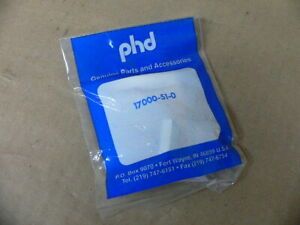 phd
Genuine Parts and Accessories
17000-51-0
P.O. Box 9070 • Fort Wayne, IN 46899 U.S.A
Tel. (219) 747-6151 • Fax (219) 747-6754